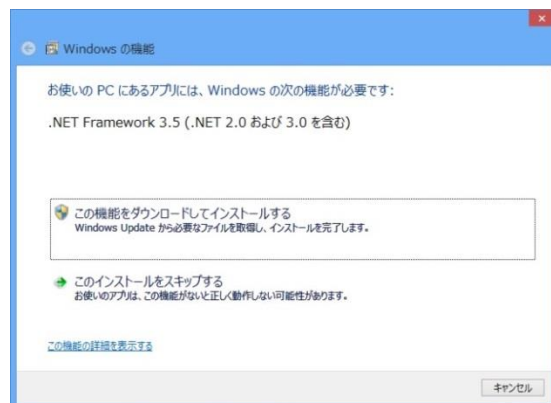 Windows の機能
お使いの PC にあるアプリには、Windows の次の機能が必要です:
.NET Framework 3.5 (.NET 2.0 および 3.0 を含む)
この機能をダウンロードしてインストールする
Windows Update から必要なファイルを取得し、インストールを完了します。
このインストールをスキップする
お使いのアプリは、この機能がないと正しく動作しない可能性があります。
この機能の詳細を表示する
キャンセル